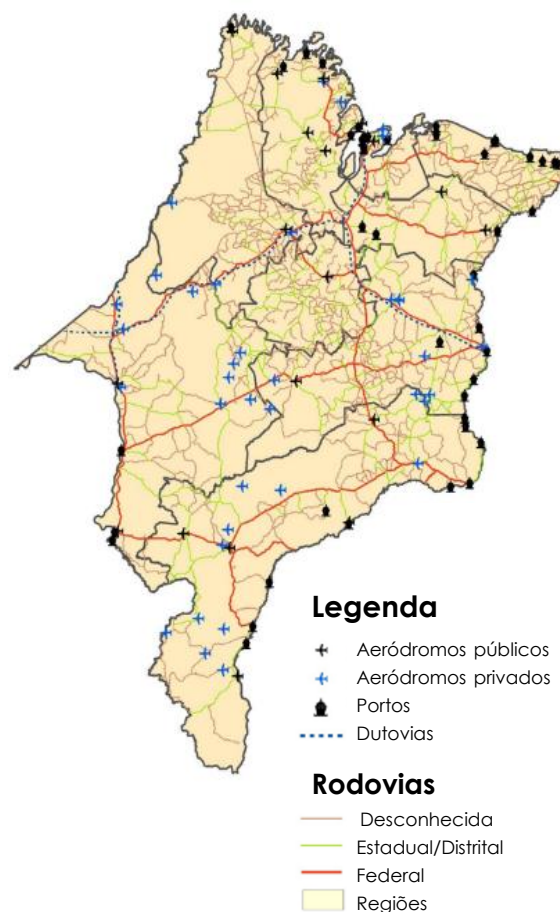 Legenda
Aeródromos públicos
Aeródromos privados
Portos
Dutovias
Rodovias
Desconhecida
Estadual/Distrital
Federal
Regiões